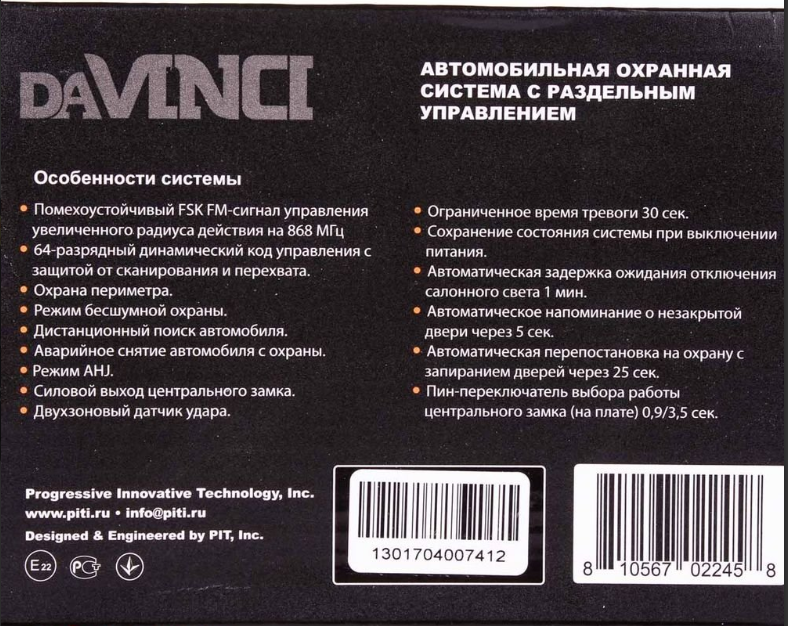 DAVINCI
АВТОМОБИЛЬНАЯ ОХРАННАЯ
СИСТЕМА С РАЗДЕЛЬНЫМ
УПРАВЛЕНИЕМ
Особенности системы
• Помехоустойчивый FSK FM-сигнал управления
увеличенного радиуса действия на 868 МГц
• 64-разрядный динамический код управления с
защитой от сканирования и перехвата.
• Охрана периметра.
• Режим бесшумной охраны.
• Дистанционный поиск автомобиля.
• Аварийное снятие автомобиля с охраны.
• Режим AHJ.
• Силовой выход центрального замка.
• Двухзоновый датчик удара.
• Ограниченное время тревоги 30 сек.
• Сохранение состояния системы при выключении
питания.
• Автоматическая задержка ожидания отключения
салонного света 1 мин.
• Автоматическое напоминание о незакрытой
двери через 5 сек.
• Автоматическая перепостановка на охрану с
запиранием дверей через 25 сек.
• Пин-переключатель выбора работы
центрального замка (на плате) 0,9/3,5 сек.
Progressive Innovative Technology, Inc.
www.piti.ru • info@piti.ru
Designed & Engineered by PIT, Inc.
E22
1301704007412
8 10567 02245 8